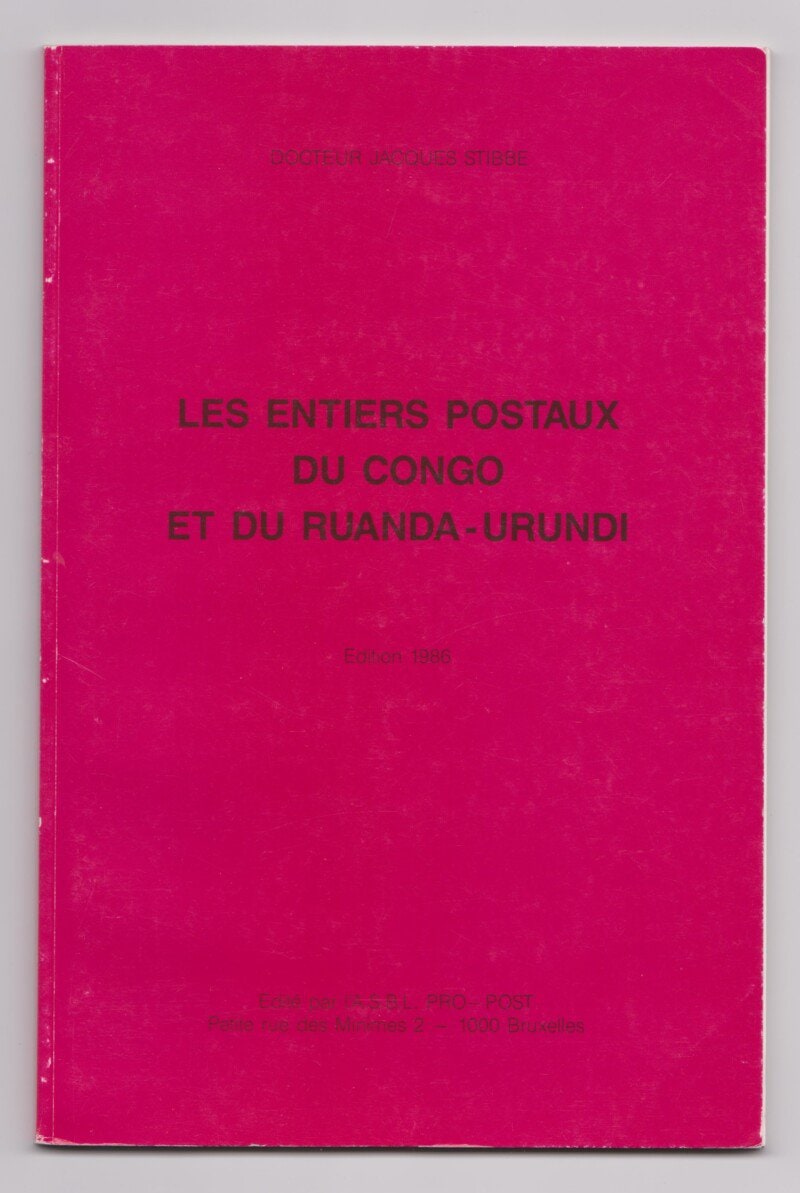 DOCTEUR JACQUES STIBBE
LES ENTIERS POSTAUX
DU CONGO
ET DU RUANDA-URUNDI
Edition 1986
Edité par l'A.S.B.L. PRO - POST
Petite rue des Minimes 2 - 1000 Bruxelles